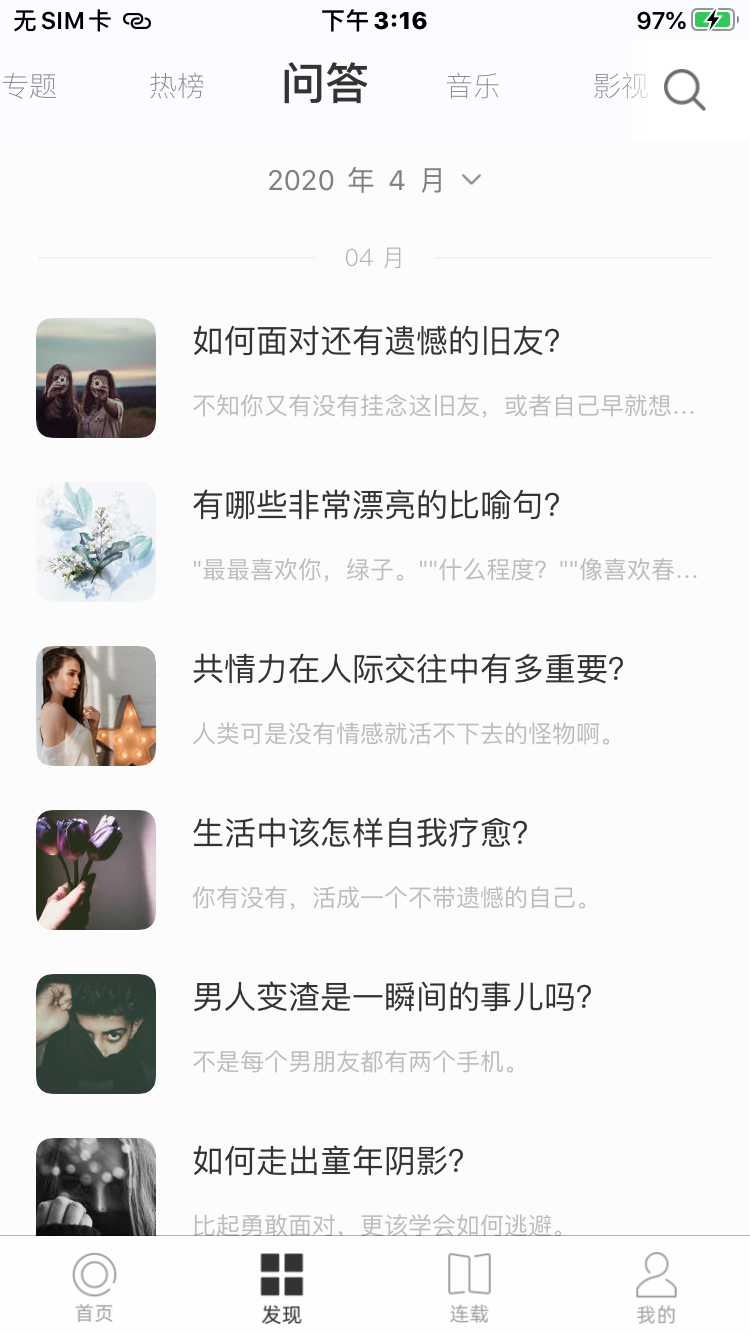 无SIM卡 下午3:16 97%
专题 热榜 问答 音乐 影视
2020 年 4 月
04 月
如何面对还有遗憾的旧友？
不知你又有没有挂念这旧友，或者自己早就想...
有哪些非常漂亮的比喻句？
"最最喜欢你，绿子。""什么程度？""像喜欢春...
共情力在人际交往中有多重要？
人类可是没有情感就活不下去的怪物啊。
生活中该怎样自我疗愈？
你有没有，活成一个不带遗憾的自己。
男人变渣是一瞬间的事儿吗？
不是每个男朋友都有两个手机。
如何走出童年阴影？
比起勇敢面对，更该学会如何逃避。
首页 发现 连载 我的